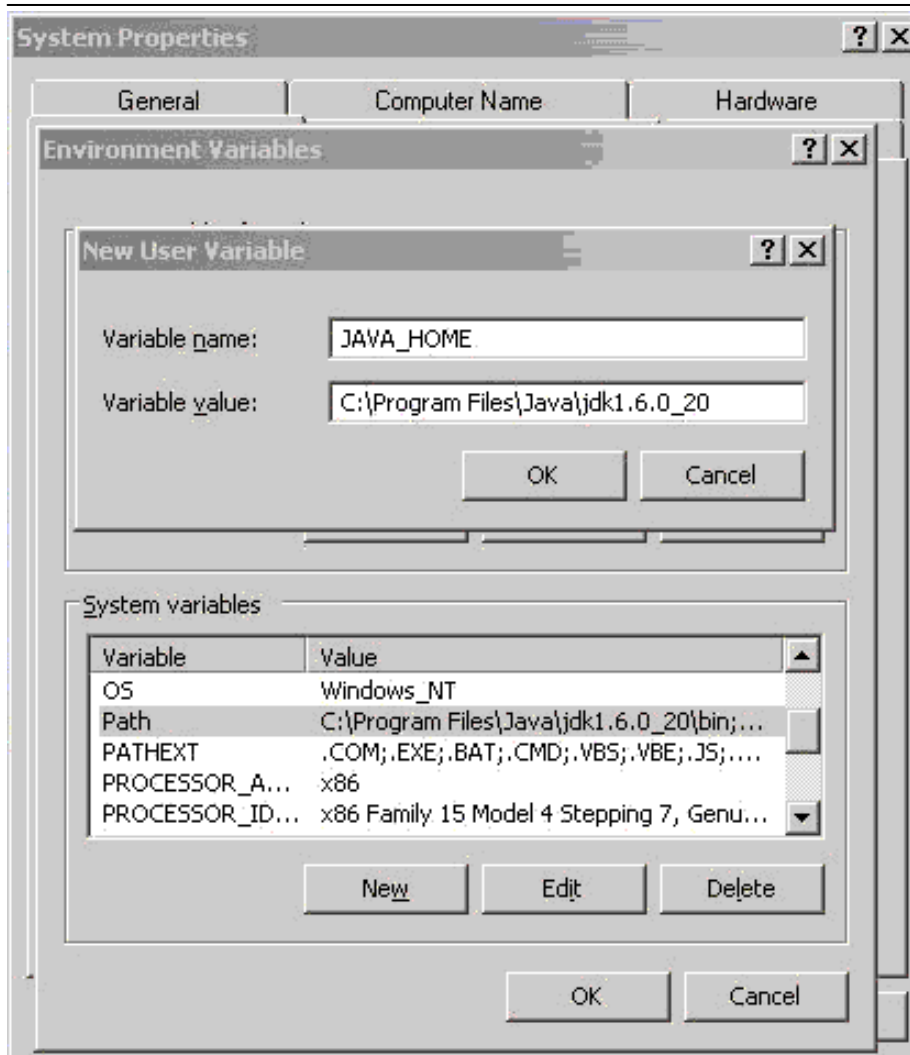 System Properties
General Computer Name Hardware
Environment Variables
New User Variable
Variable name: JAVA_HOME
Variable value: C:\Program Files\Java\jdk1.6.0_20
OK Cancel
System variables
Variable Value
OS Windows_NT
Path C:\Program Files\Java\jdk1.6.0_20\bin;...
PATHEXT .COM;.EXE;.BAT;.CMD;.VBS;.VBE;.JS;....
PROCESSOR_A... x86
PROCESSOR_ID... x86 Family 15 Model 4 Stepping 7, Genu...
New Edit Delete
OK Cancel